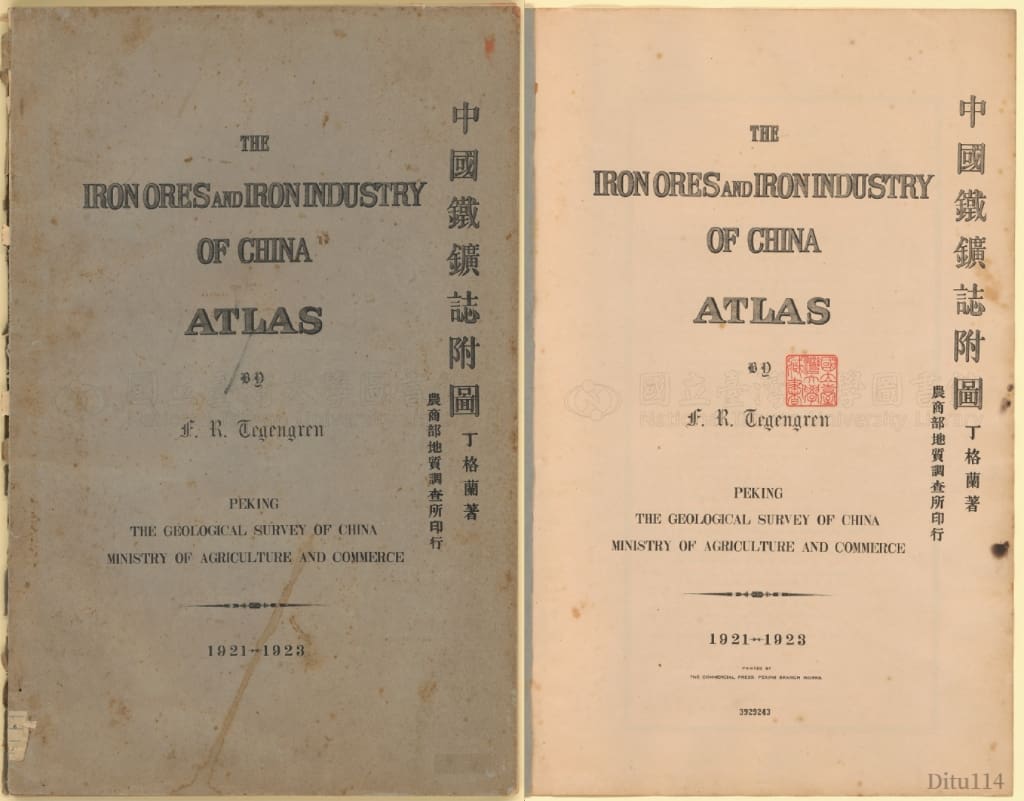 THE
IRON ORES AND IRON INDUSTRY
OF CHINA
ATLAS
BY
F. R. Tegengren
PEKING
THE GEOLOGICAL SURVEY OF CHINA
MINISTRY OF AGRICULTURE AND COMMERCE
1921-1923
中國鐵鑛誌附圖
丁格蘭著
農商部地質調查所印行
THE
IRON ORES AND IRON INDUSTRY
OF CHINA
ATLAS
BY
F. R. Tegengren
PEKING
THE GEOLOGICAL SURVEY OF CHINA
MINISTRY OF AGRICULTURE AND COMMERCE
1921-1923
PRINTED BY
THE COMMERCIAL PRESS, PEKING BRANCH WORKS.
3929243
中國鐵鑛誌附圖
丁格蘭著
農商部地質調查所印行
Ditu114